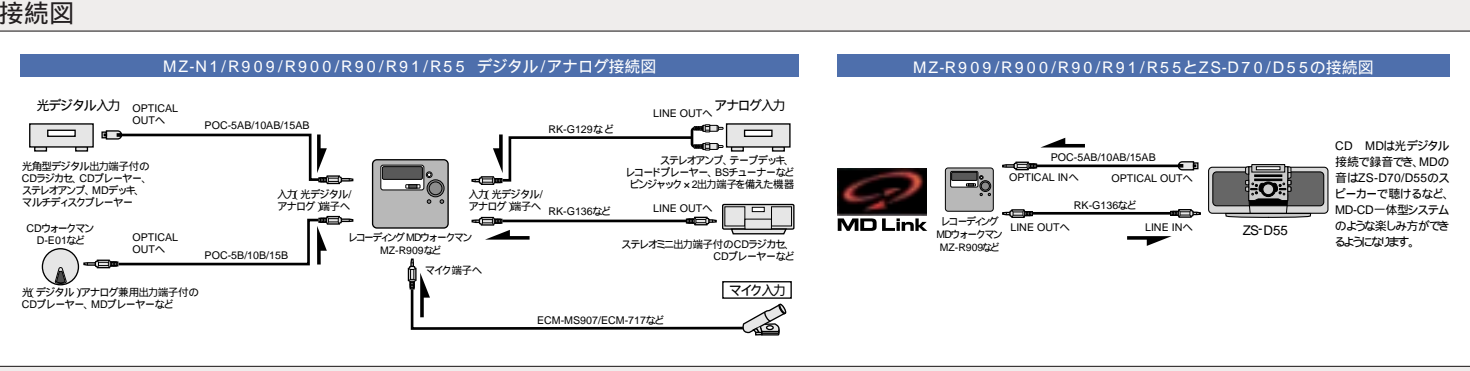 接続図
MZ-N1/R909/R900/R90/R91/R55 デジタル/アナログ接続図
光デジタル入力
OPTICAL
OUTへ
POC-5AB/10AB/15AB
光角型デジタル出力端子付の
CDラジカセ、CDプレーヤー、
ステレオアンプ、MDデッキ、
マルチディスクプレーヤー
入力(光デジタル/
アナログ)端子へ
CDウォークマン
D-E01など
OPTICAL
OUTへ
POC-5B/10B/15B
光(デジタル)アナログ兼用出力端子付の
CDプレーヤー、MDプレーヤーなど
レコーディングMDウォークマン
MZ-R909など
LINE OUTへ
アナログ入力
RK-G129など
ステレオアンプ、テープデッキ、
レコードプレーヤー、BSチューナーなど
ピンジャック×2出力端子を備えた機器
入力(光デジタル/
アナログ)端子へ
RK-G136など
LINE OUTへ
ステレオミニ出力端子付のCDラジカセ、
CDプレーヤーなど
マイク端子へ
マイク入力
ECM-MS907/ECM-717など
MZ-R909/R900/R90/R91/R55とZS-D70/D55の接続図
MD Link
POC-5AB/10AB/15AB
OPTICAL INへ
OPTICAL OUTへ
RK-G136など
LINE OUTへ
LINE INへ
レコーディング
MDウォークマン
MZ-R909など
ZS-D55
CD MDは光デジタル
接続で録音でき、MDの
音はZS-D70/D55のス
ピーカーで聴けるなど、
MD-CD一体型システム
のような楽しみ方ができ
るようになります。